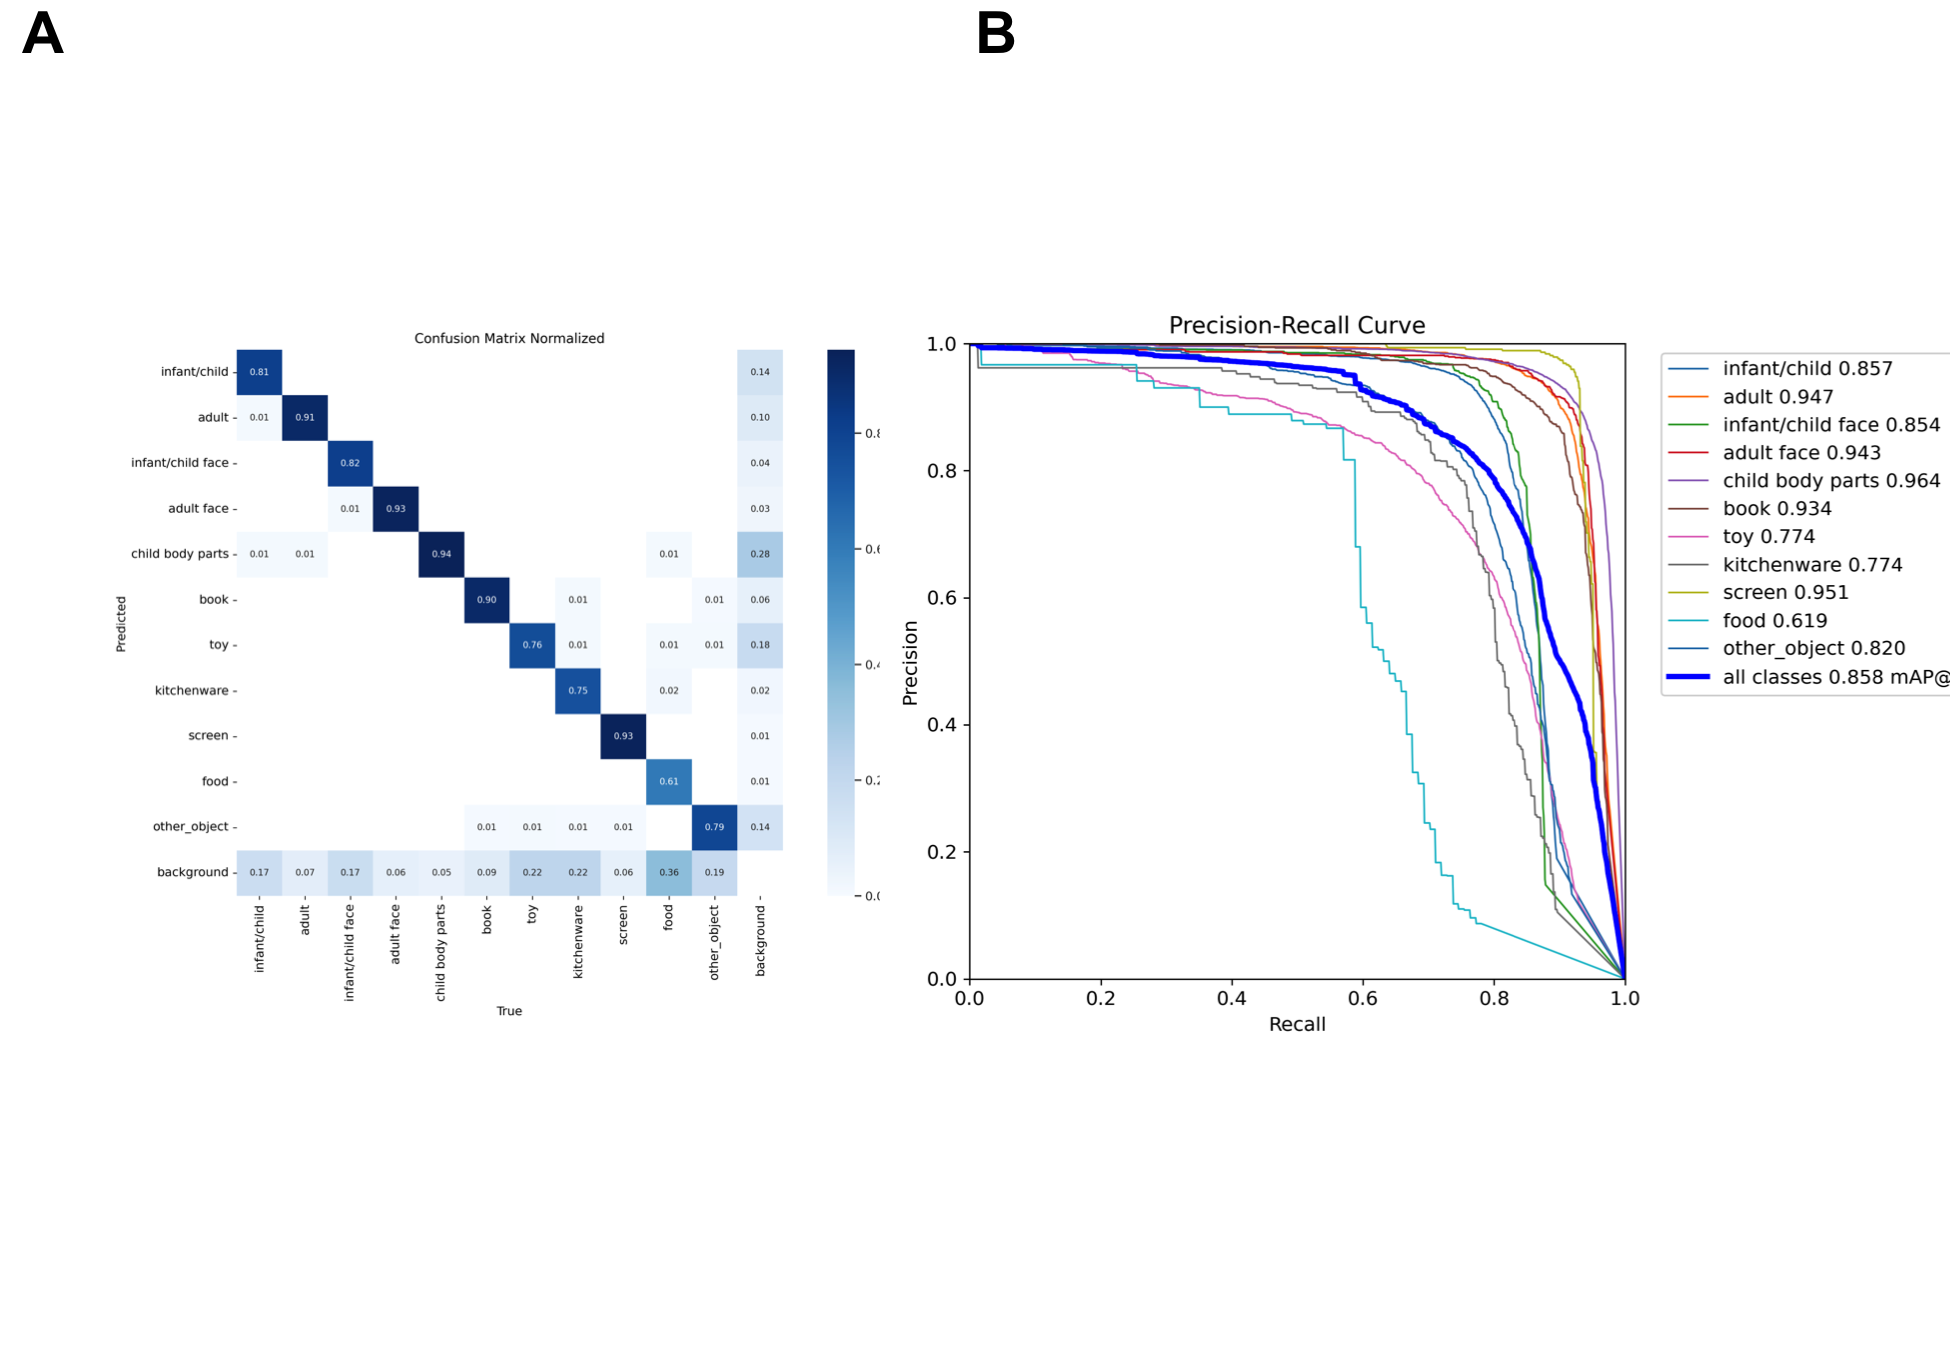 A
B
Confusion Matrix Normalized
infant/child 0.81 0.14
adult 0.01 0.91 0.10
infant/child face 0.82 0.04
adult face 0.01 0.93 0.03
child body parts 0.01 0.01 0.94 0.01 0.28
book 0.90 0.01 0.01 0.06
toy 0.76 0.01 0.01 0.01 0.18
kitchenware 0.75 0.02 0.02
screen 0.93 0.01
food 0.61 0.01
other_object 0.01 0.01 0.01 0.01 0.79 0.14
background 0.17 0.07 0.17 0.06 0.05 0.09 0.22 0.22 0.06 0.36 0.19
Predicted
infant/child
adult
infant/child face
adult face
child body parts
book
toy
kitchenware
screen
food
other_object
background
True
Precision-Recall Curve
1.0
0.8
0.6
0.4
0.2
0.0
Precision
0.0 0.2 0.4 0.6 0.8 1.0
Recall
infant/child 0.857
adult 0.947
infant/child face 0.854
adult face 0.943
child body parts 0.964
book 0.934
toy 0.774
kitchenware 0.774
screen 0.951
food 0.619
other_object 0.820
all classes 0.858 mAP@